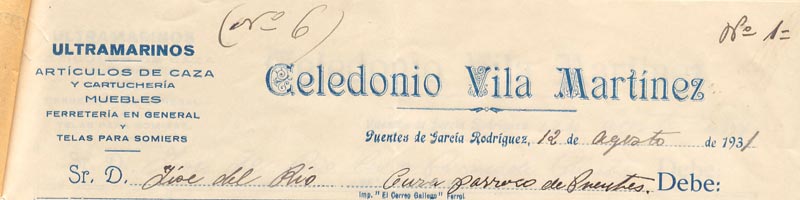 (Nº 6)
Nº 1=
ULTRAMARINOS
ARTÍCULOS DE CAZA
Y CARTUCHERÍA
MUEBLES
FERRETERÍA EN GENERAL
Y
TELAS PARA SOMIERS
Celedonio Vila Martínez
Puentes de García Rodríguez, 12 de agosto de 1931
Sr. D. José del Río Cura parroco de Puentes. Debe:
Imp. "El Correo Gallego" Ferrol